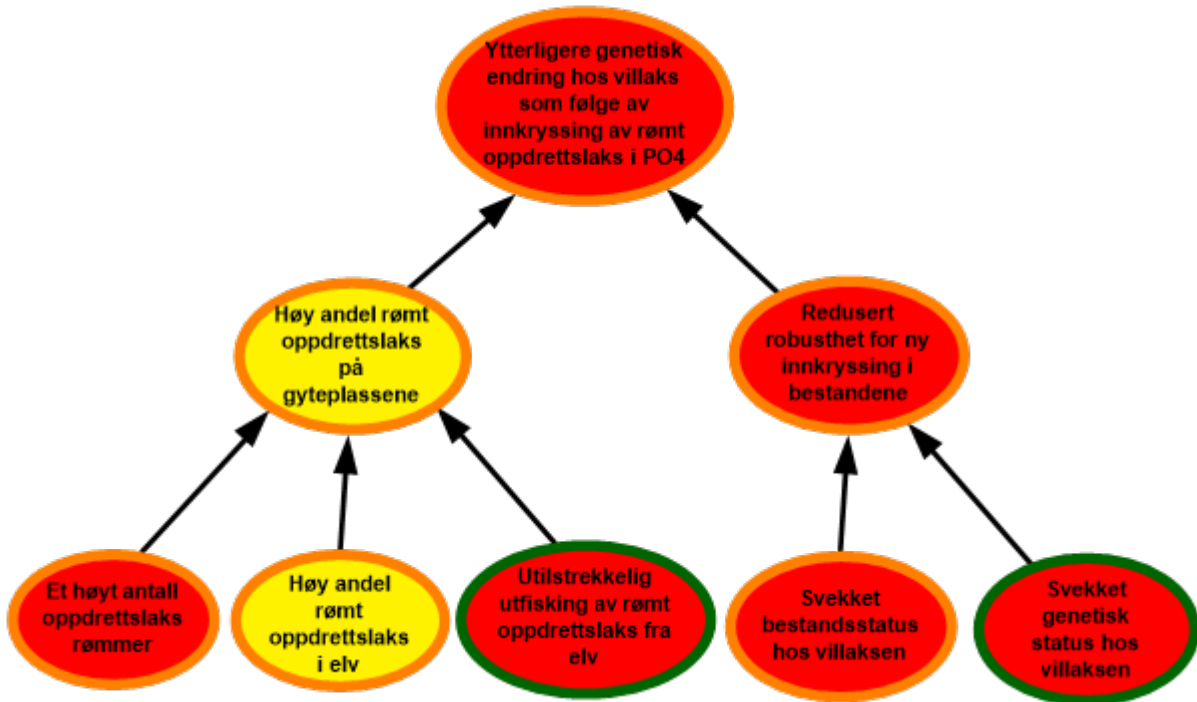 Ytterligere genetisk
endring hos villaks
som følge av
innkryssing av rømt
oppdrettslaks i PO4
Høy andel rømt
oppdrettslaks
på
gyteplassene
Redusert
robusthet for ny
innkryssing i
bestandene
Et høyt antall
oppdrettslaks
rømmer
Høy andel
rømt
oppdrettslaks
i elv
Utilstrekkelig
utfisking av rømt
oppdrettslaks fra
elv
Svekket
bestandsstatus
hos villaksen
Svekket
genetisk
status hos
villaksen